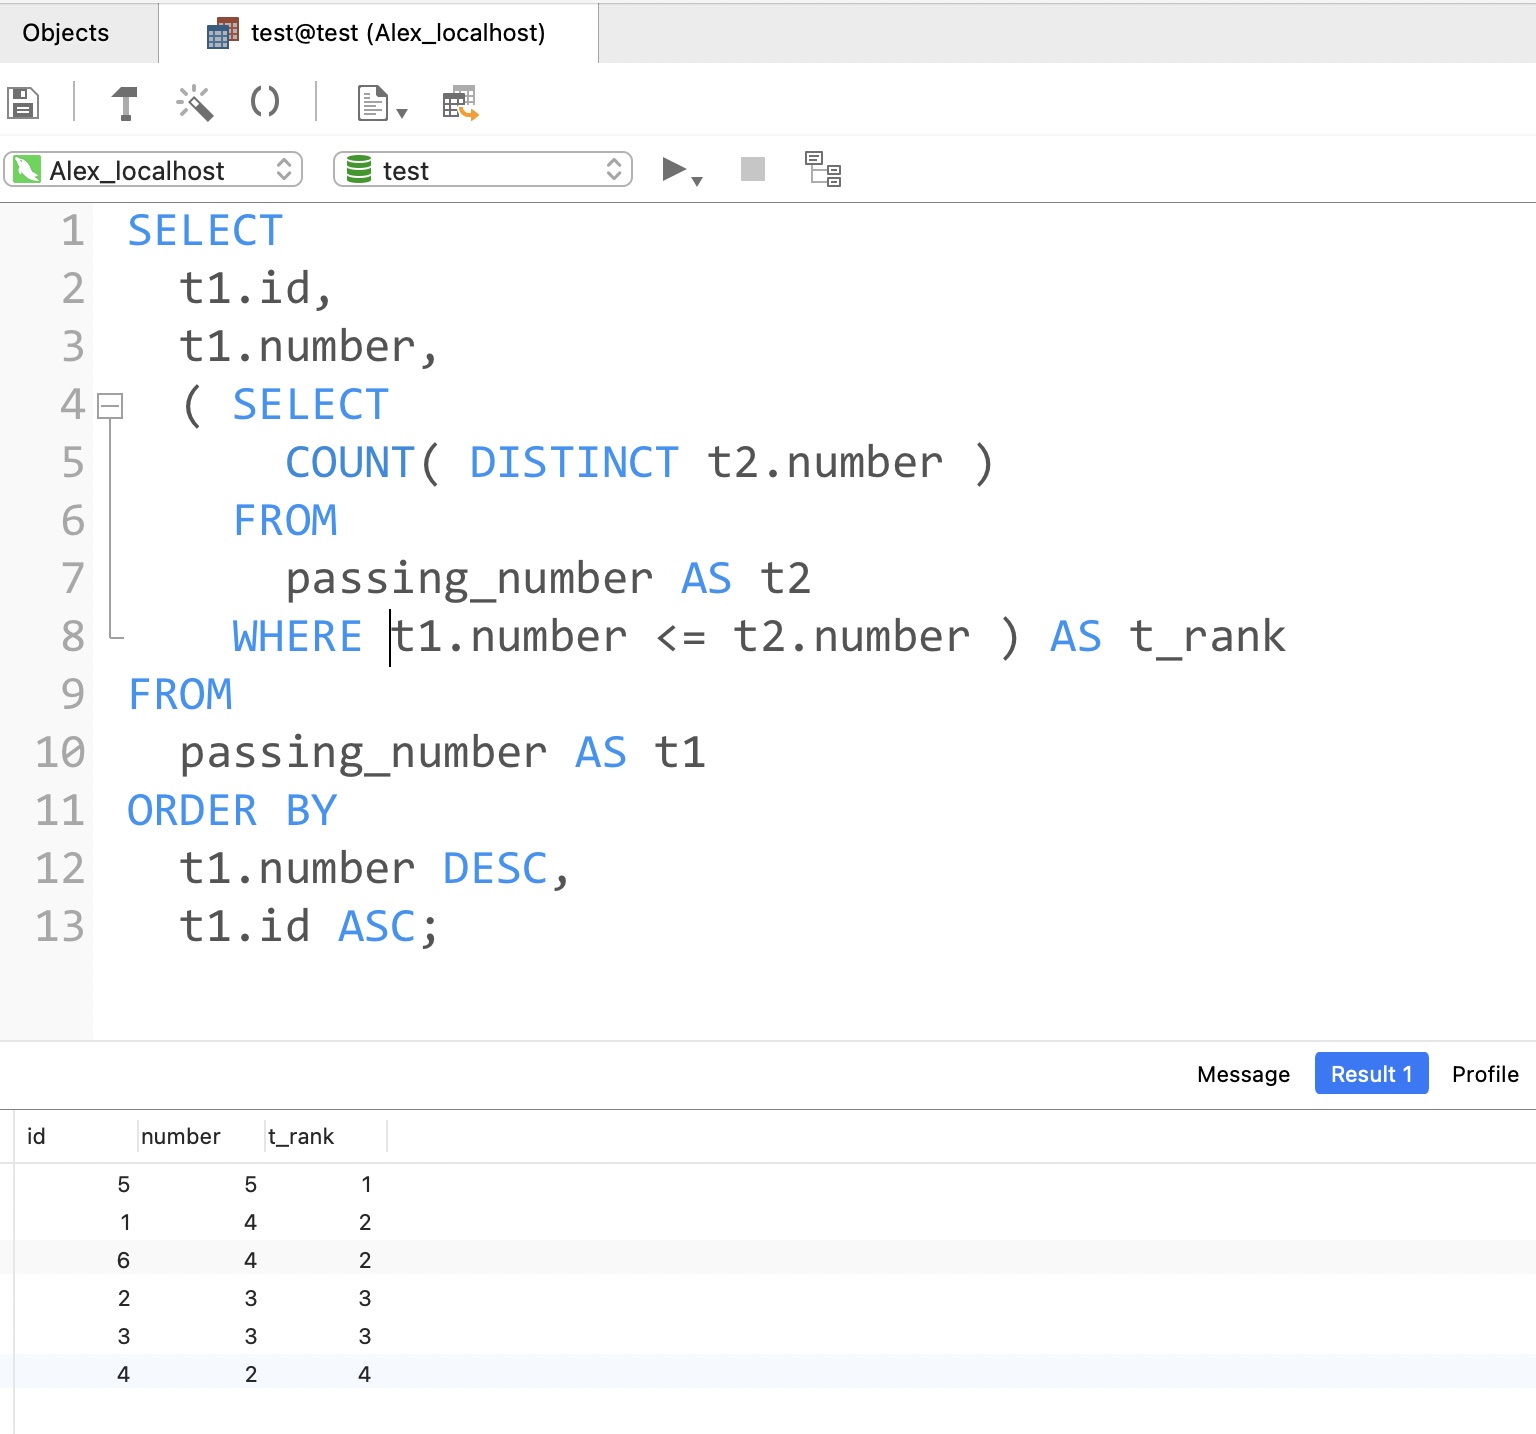 Objects test@test (Alex_localhost)
Alex_localhost test
1 SELECT
2 t1.id,
3 t1.number,
4 ( SELECT
5 COUNT( DISTINCT t2.number )
6 FROM
7 passing_number AS t2
8 WHERE t1.number <= t2.number ) AS t_rank
9 FROM
10 passing_number AS t1
11 ORDER BY
12 t1.number DESC,
13 t1.id ASC;
Message Result 1 Profile
id number t_rank
5 5 1
1 4 2
6 4 2
2 3 3
3 3 3
4 2 4